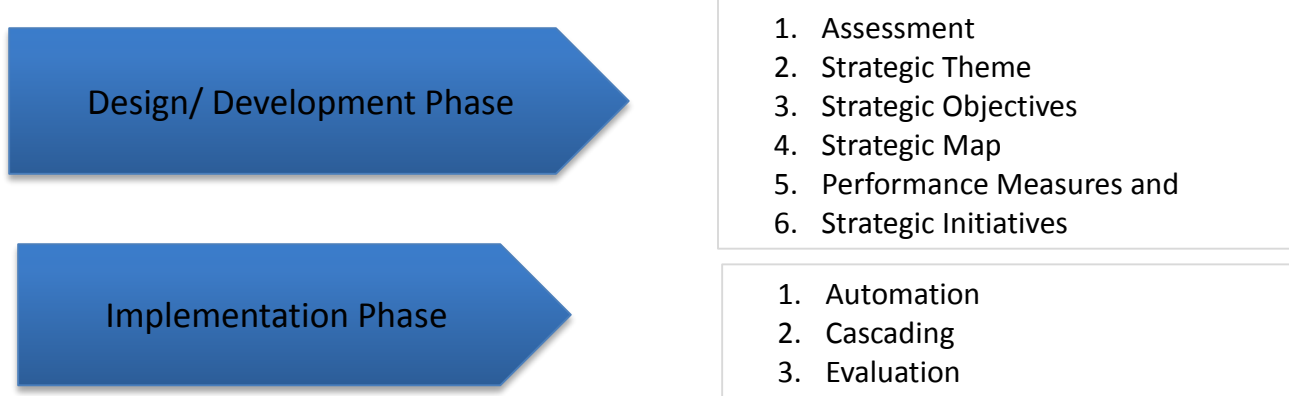 Design/ Development Phase
1. Assessment
2. Strategic Theme
3. Strategic Objectives
4. Strategic Map
5. Performance Measures and
6. Strategic Initiatives
Implementation Phase
1. Automation
2. Cascading
3. Evaluation